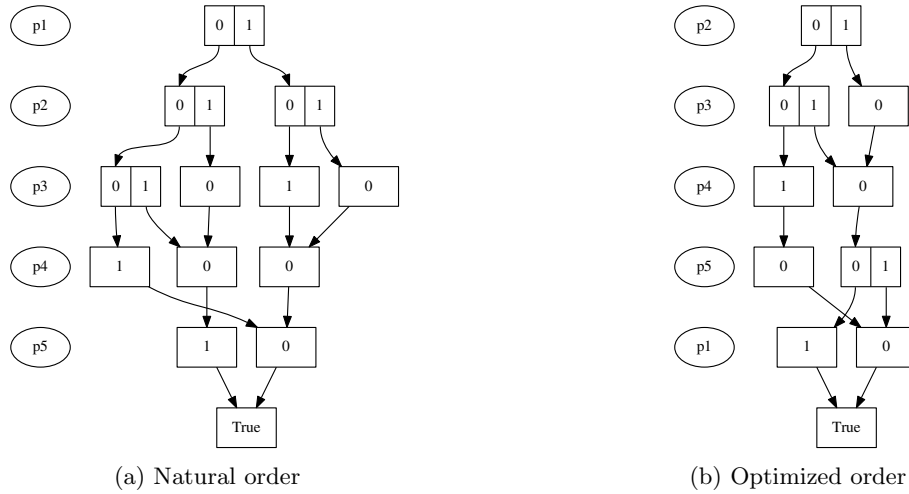 p1 0 1 p2 0 1
p2 0 1 0 1 p3 0 1 0
p3 0 1 0 1 0 p4 1 0
p4 1 0 0 p5 0 0 1
p5 1 0 p1 1 0
True True
(a) Natural order (b) Optimized order